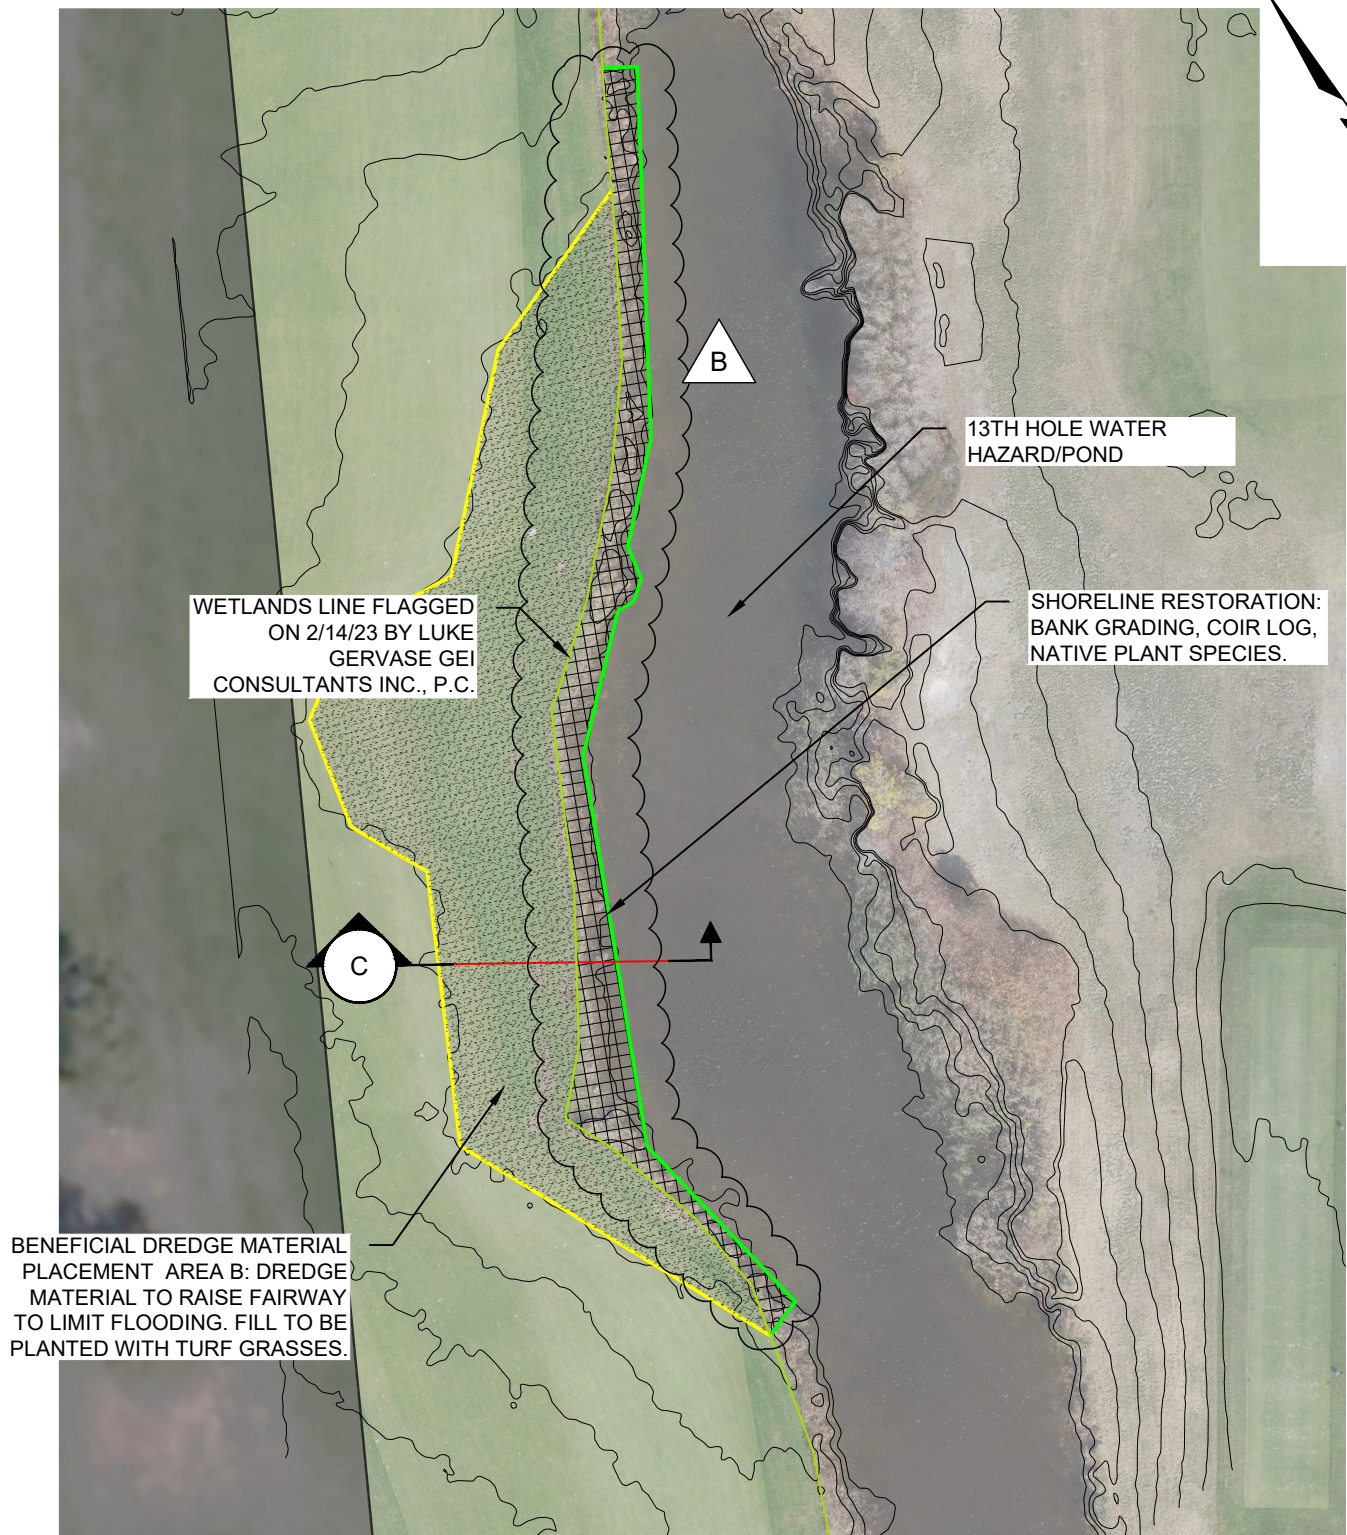 B
13TH HOLE WATER
HAZARD/POND
WETLANDS LINE FLAGGED
ON 2/14/23 BY LUKE
GERVASE GEI
CONSULTANTS INC., P.C.
SHORELINE RESTORATION:
BANK GRADING, COIR LOG,
NATIVE PLANT SPECIES.
C
BENEFICIAL DREDGE MATERIAL
PLACEMENT AREA B: DREDGE
MATERIAL TO RAISE FAIRWAY
TO LIMIT FLOODING. FILL TO BE
PLANTED WITH TURF GRASSES.